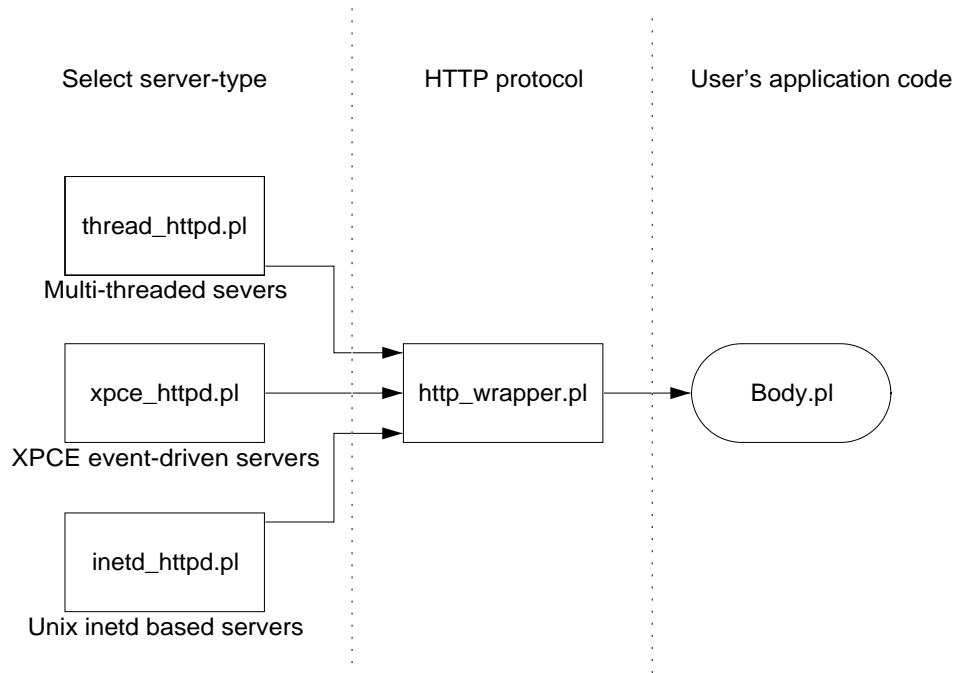 Select server-type
HTTP protocol
User’s application code
thread_httpd.pl
Multi-threaded severs
xpce_httpd.pl
XPCE event-driven servers
inetd_httpd.pl
Unix inetd based servers
http_wrapper.pl
Body.pl